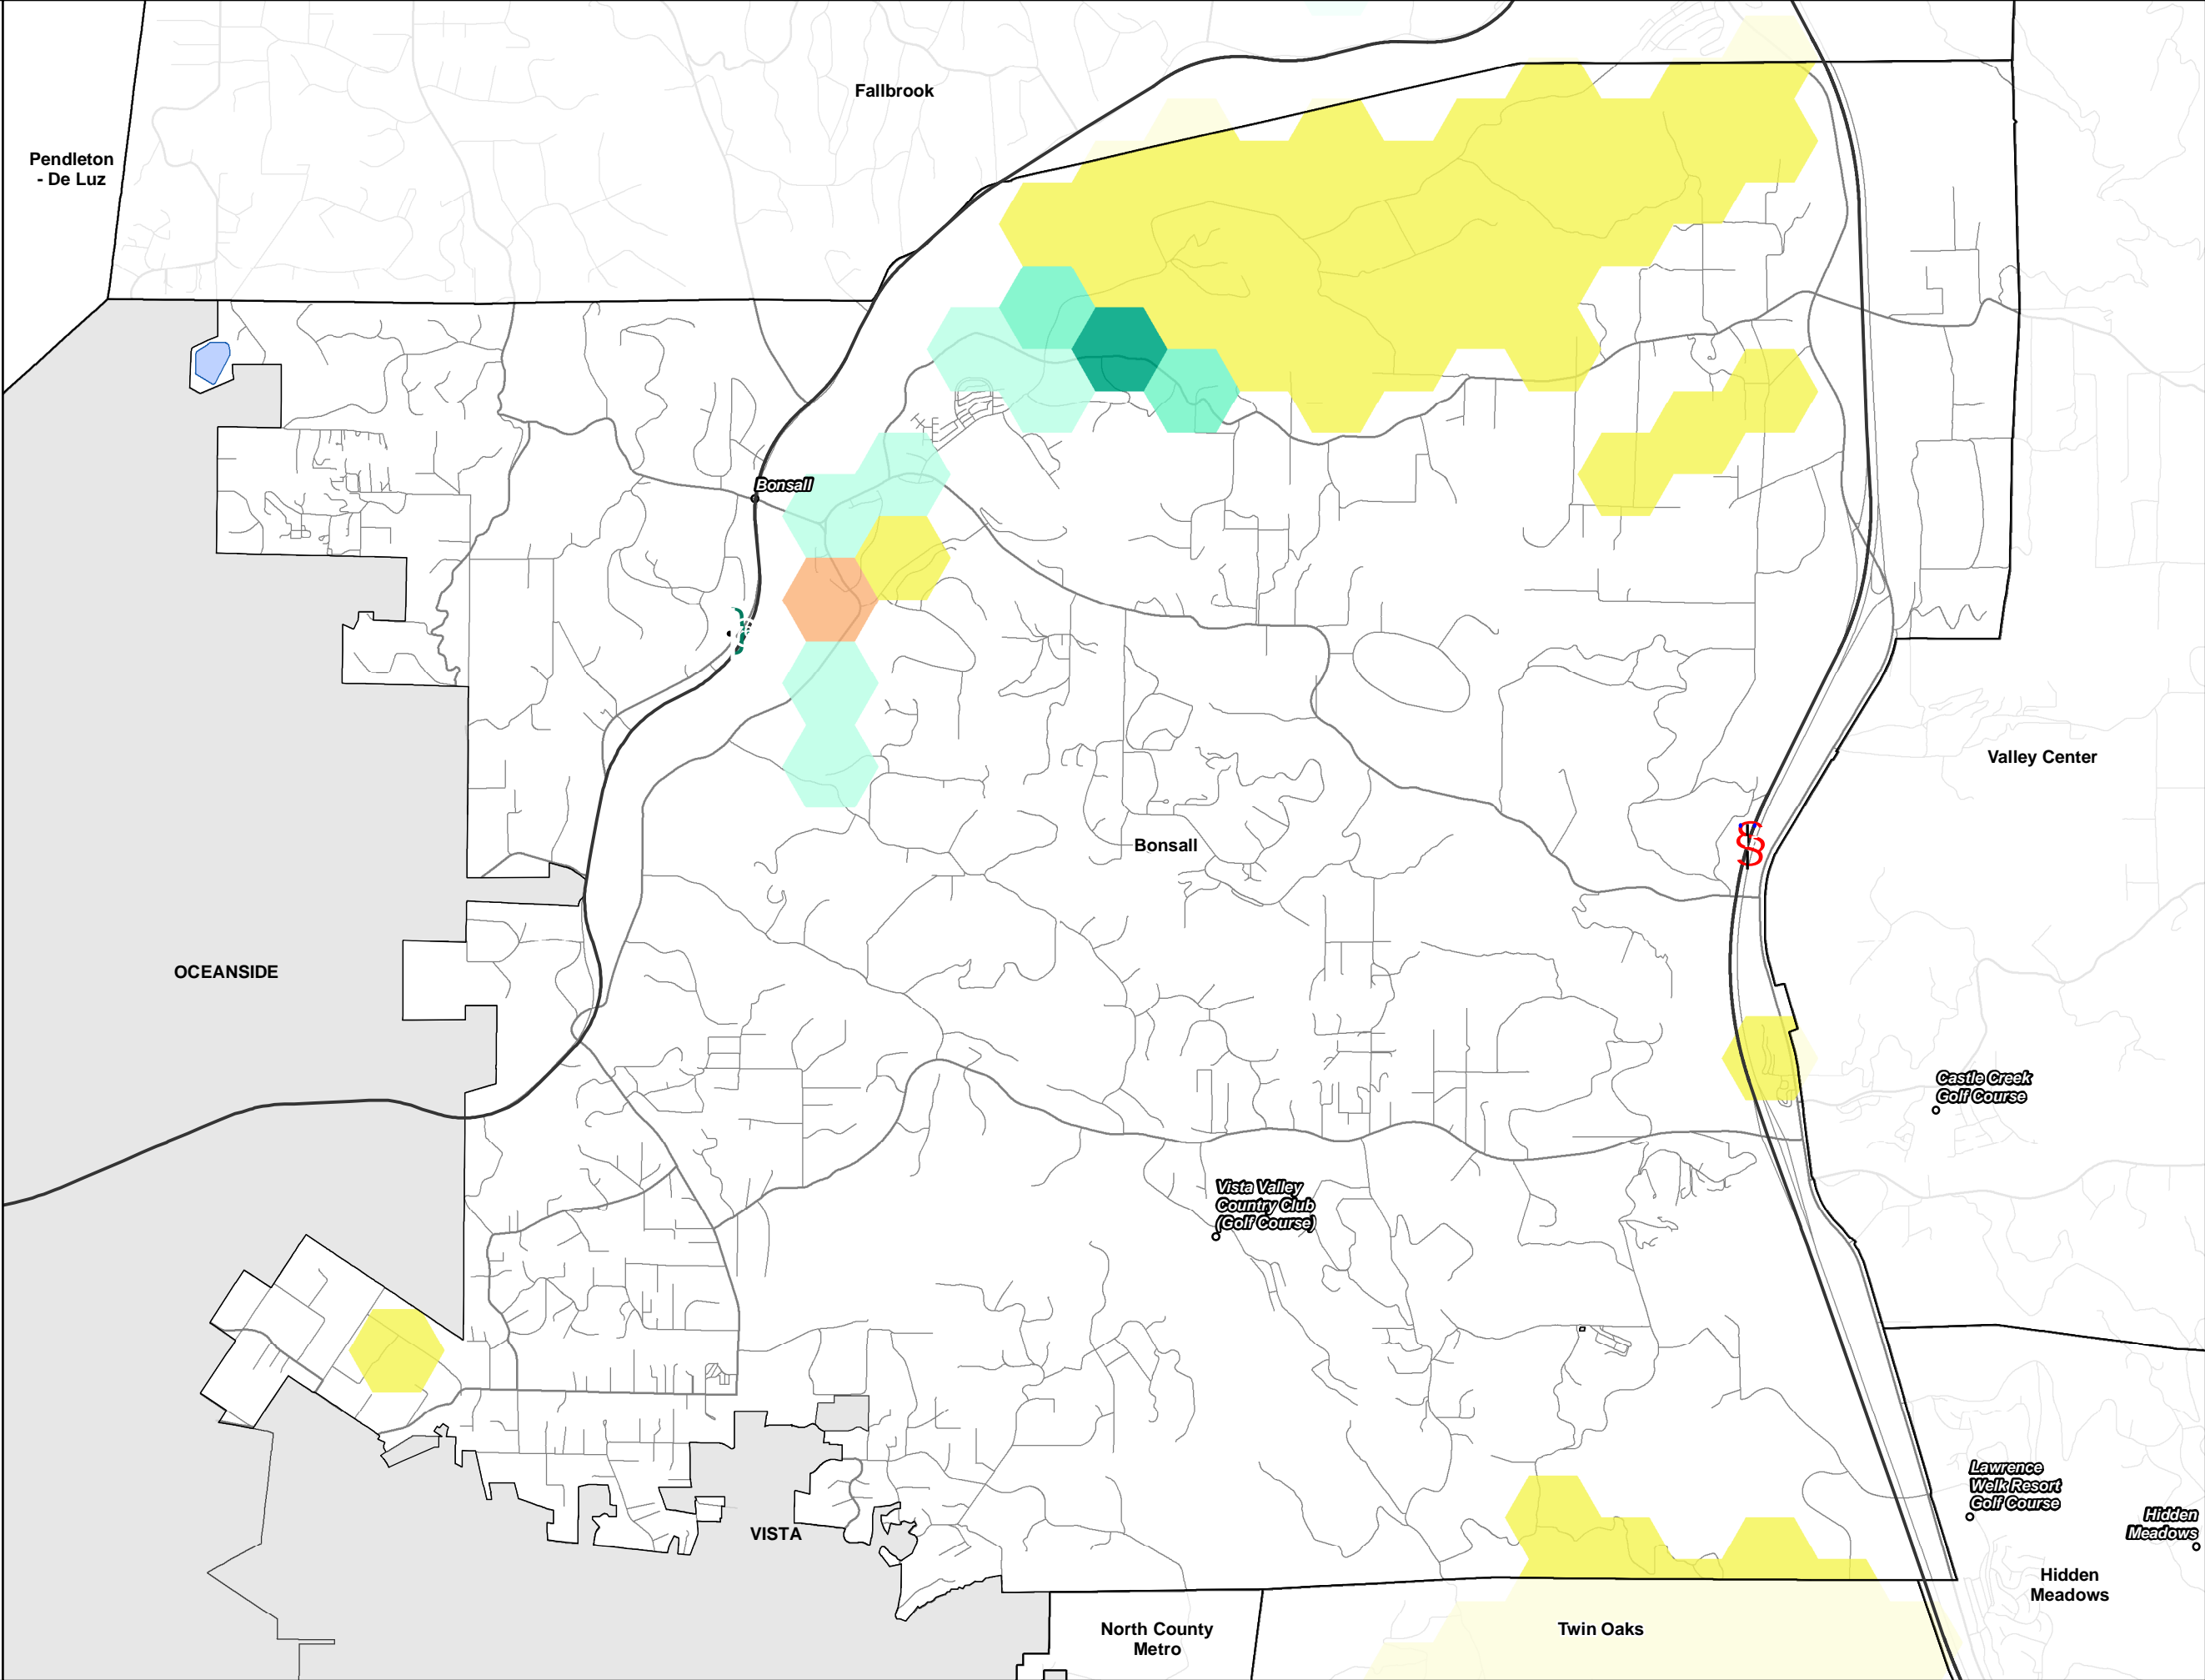 Fallbrook
Pendleton
- De Luz
Bonsall
Valley Center
Bonsall
OCEANSIDE
Castle Creek
Golf Course
Vista Valley
Country Club
(Golf Course)
Lawrence
Welk Resort
Golf Course
Hidden
Meadows
VISTA
Hidden
Meadows
North County
Metro
Twin Oaks